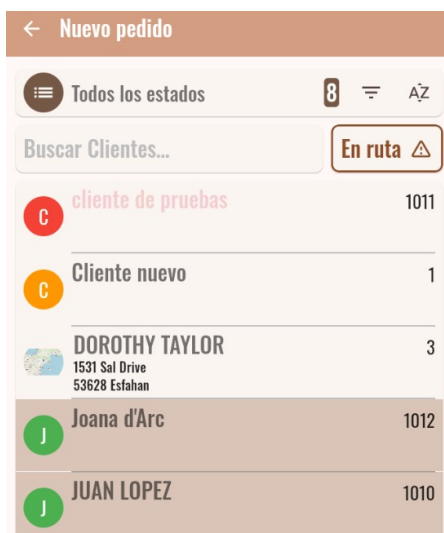 Nuevo pedido
Todos los estados 8 AZ
Buscar Clientes... En ruta
C cliente de pruebas 1011
C Cliente nuevo 1
DOROTHY TAYLOR 3
1531 Sal Drive
53628 Esfahan
J Joana d'Arc 1012
J JUAN LOPEZ 1010